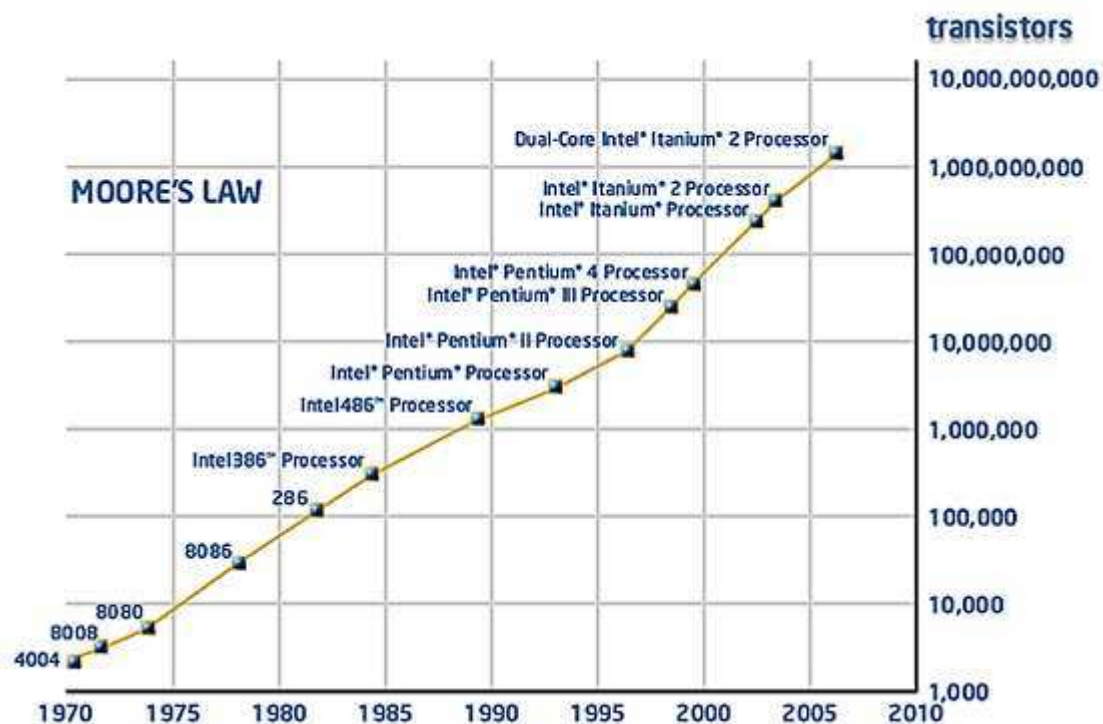 transistors
10,000,000,000
Dual-Core Intel® Itanium® 2 Processor
1,000,000,000
MOORE'S LAW
Intel® Itanium® 2 Processor
Intel® Itanium® Processor
100,000,000
Intel® Pentium® 4 Processor
Intel® Pentium® III Processor
Intel® Pentium® II Processor
10,000,000
Intel® Pentium® Processor
Intel486™ Processor
1,000,000
Intel386™ Processor
286
100,000
8086
8080
10,000
8008
4004
1,000
1970 1975 1980 1985 1990 1995 2000 2005 2010